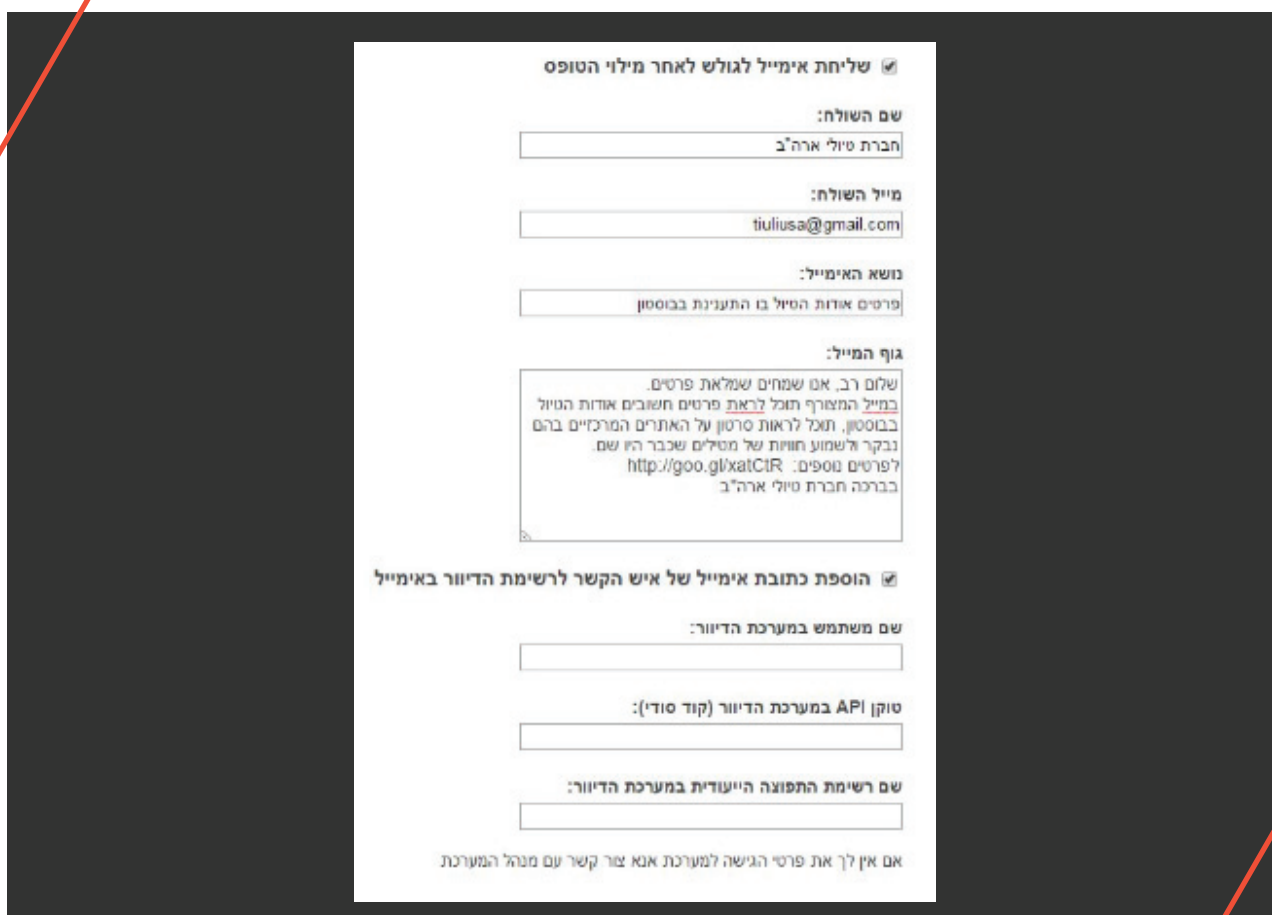 שליחת אימייל לגולש לאחר מילוי הטופס
שם השולח:
חברת טיולי ארה"ב
מייל השולח:
tiuliusa@gmail.com
נושא האימייל:
פרטים אודות הטיול בו התענינת בבוסטון
גוף המייל:
שלום רב, אנו שמחים שמלאת פרטים.
במייל המצורף תוכל לראת פרטים חשובים אודות הטיול
בבוסטון, תוכל לראות סרטון על האתרים המרכזיים בהם
נבקר ולשמוע חוויות של מטילים שכבר היו שם.
לפרטים נוספים: http://goo.gl/xatCtR
בברכה חברת טיולי ארה"ב
הוספת כתובת אימייל של איש הקשר לרשימת הדיוור באימייל
שם משתמש במערכת הדיוור:
טוקן API במערכת הדיוור (קוד סודי):
שם רשימת התפוצה הייעודית במערכת הדיוור:
אם אין לך את פרטי הגישה למערכת אנא צור קשר עם מנהל המערכת